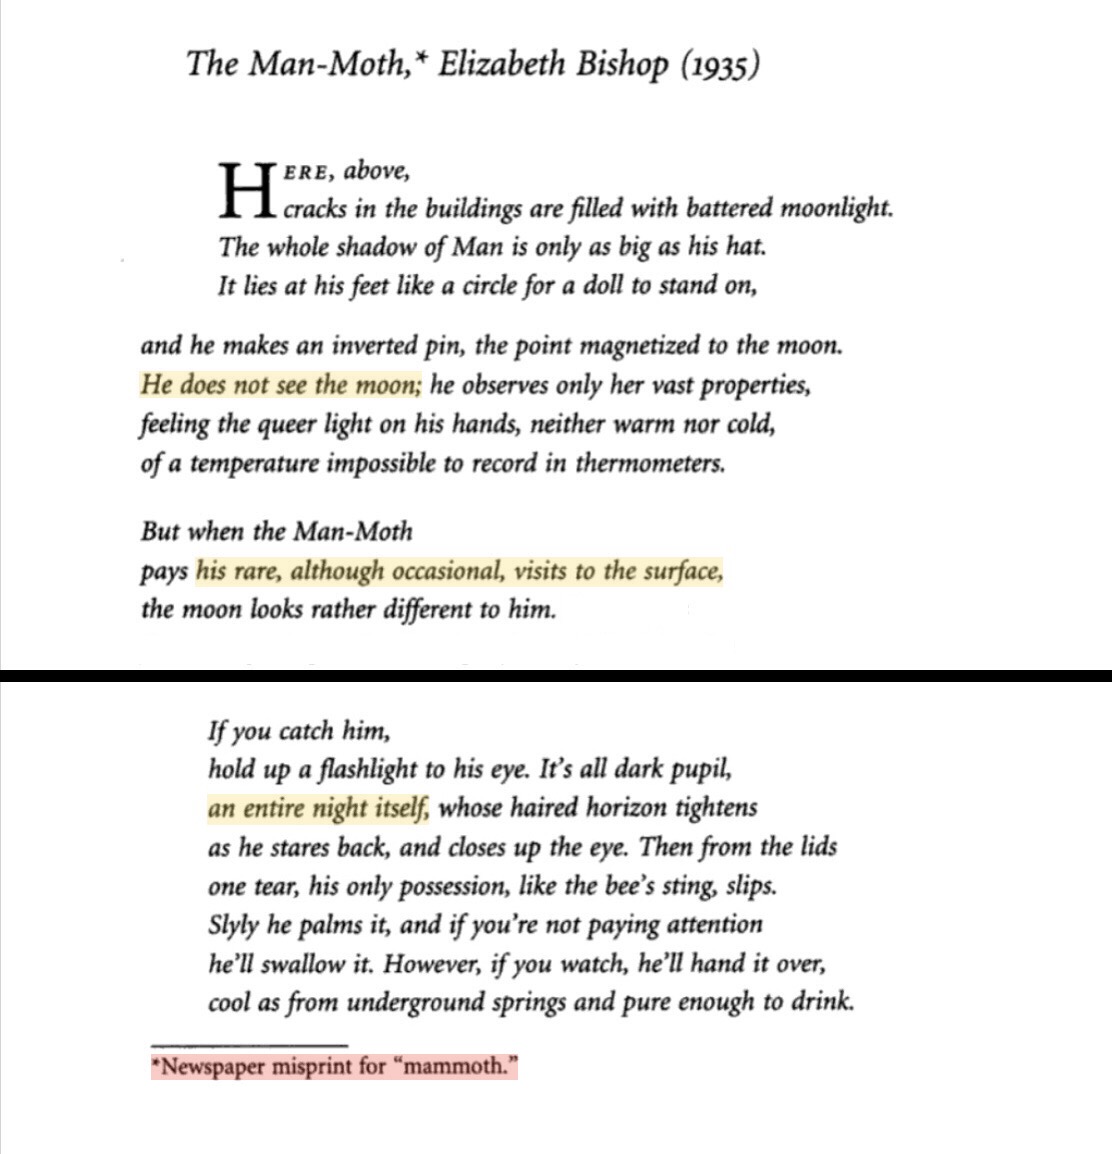 The Man-Moth,* Elizabeth Bishop (1935)
HERE, above,
cracks in the buildings are filled with battered moonlight.
The whole shadow of Man is only as big as his hat.
It lies at his feet like a circle for a doll to stand on,
and he makes an inverted pin, the point magnetized to the moon.
He does not see the moon; he observes only her vast properties,
feeling the queer light on his hands, neither warm nor cold,
of a temperature impossible to record in thermometers.
But when the Man-Moth
pays his rare, although occasional, visits to the surface,
the moon looks rather different to him.
If you catch him,
hold up a flashlight to his eye. It's all dark pupil,
an entire night itself, whose haired horizon tightens
as he stares back, and closes up the eye. Then from the lids
one tear, his only possession, like the bee's sting, slips.
Slyly he palms it, and if you're not paying attention
he'll swallow it. However, if you watch, he'll hand it over,
cool as from underground springs and pure enough to drink.
*Newspaper misprint for “mammoth.”